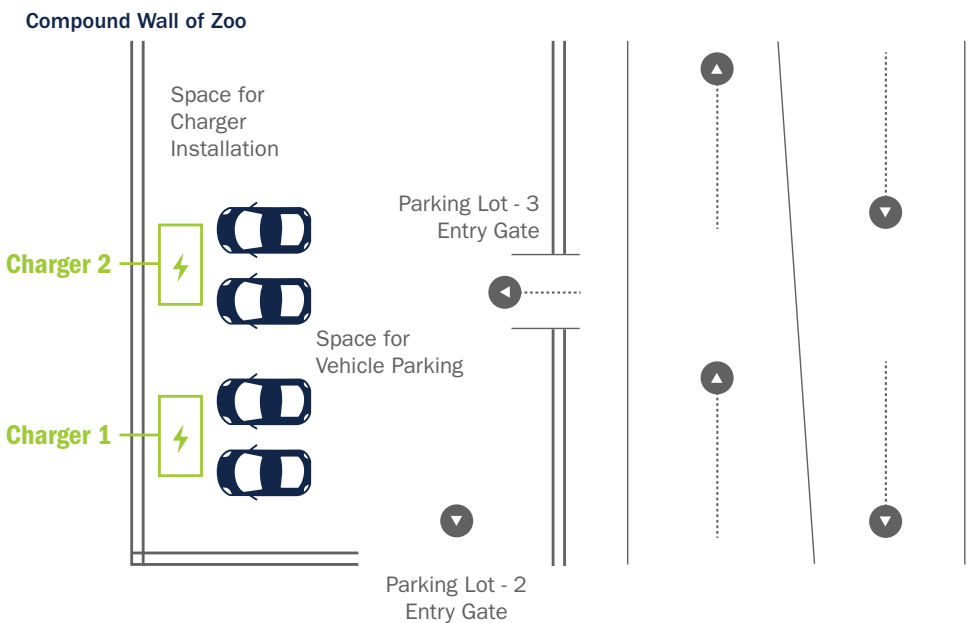 Compound Wall of Zoo
Space for
Charger
Installation
Parking Lot - 3
Entry Gate
Charger 2
Space for
Vehicle Parking
Charger 1
Parking Lot - 2
Entry Gate